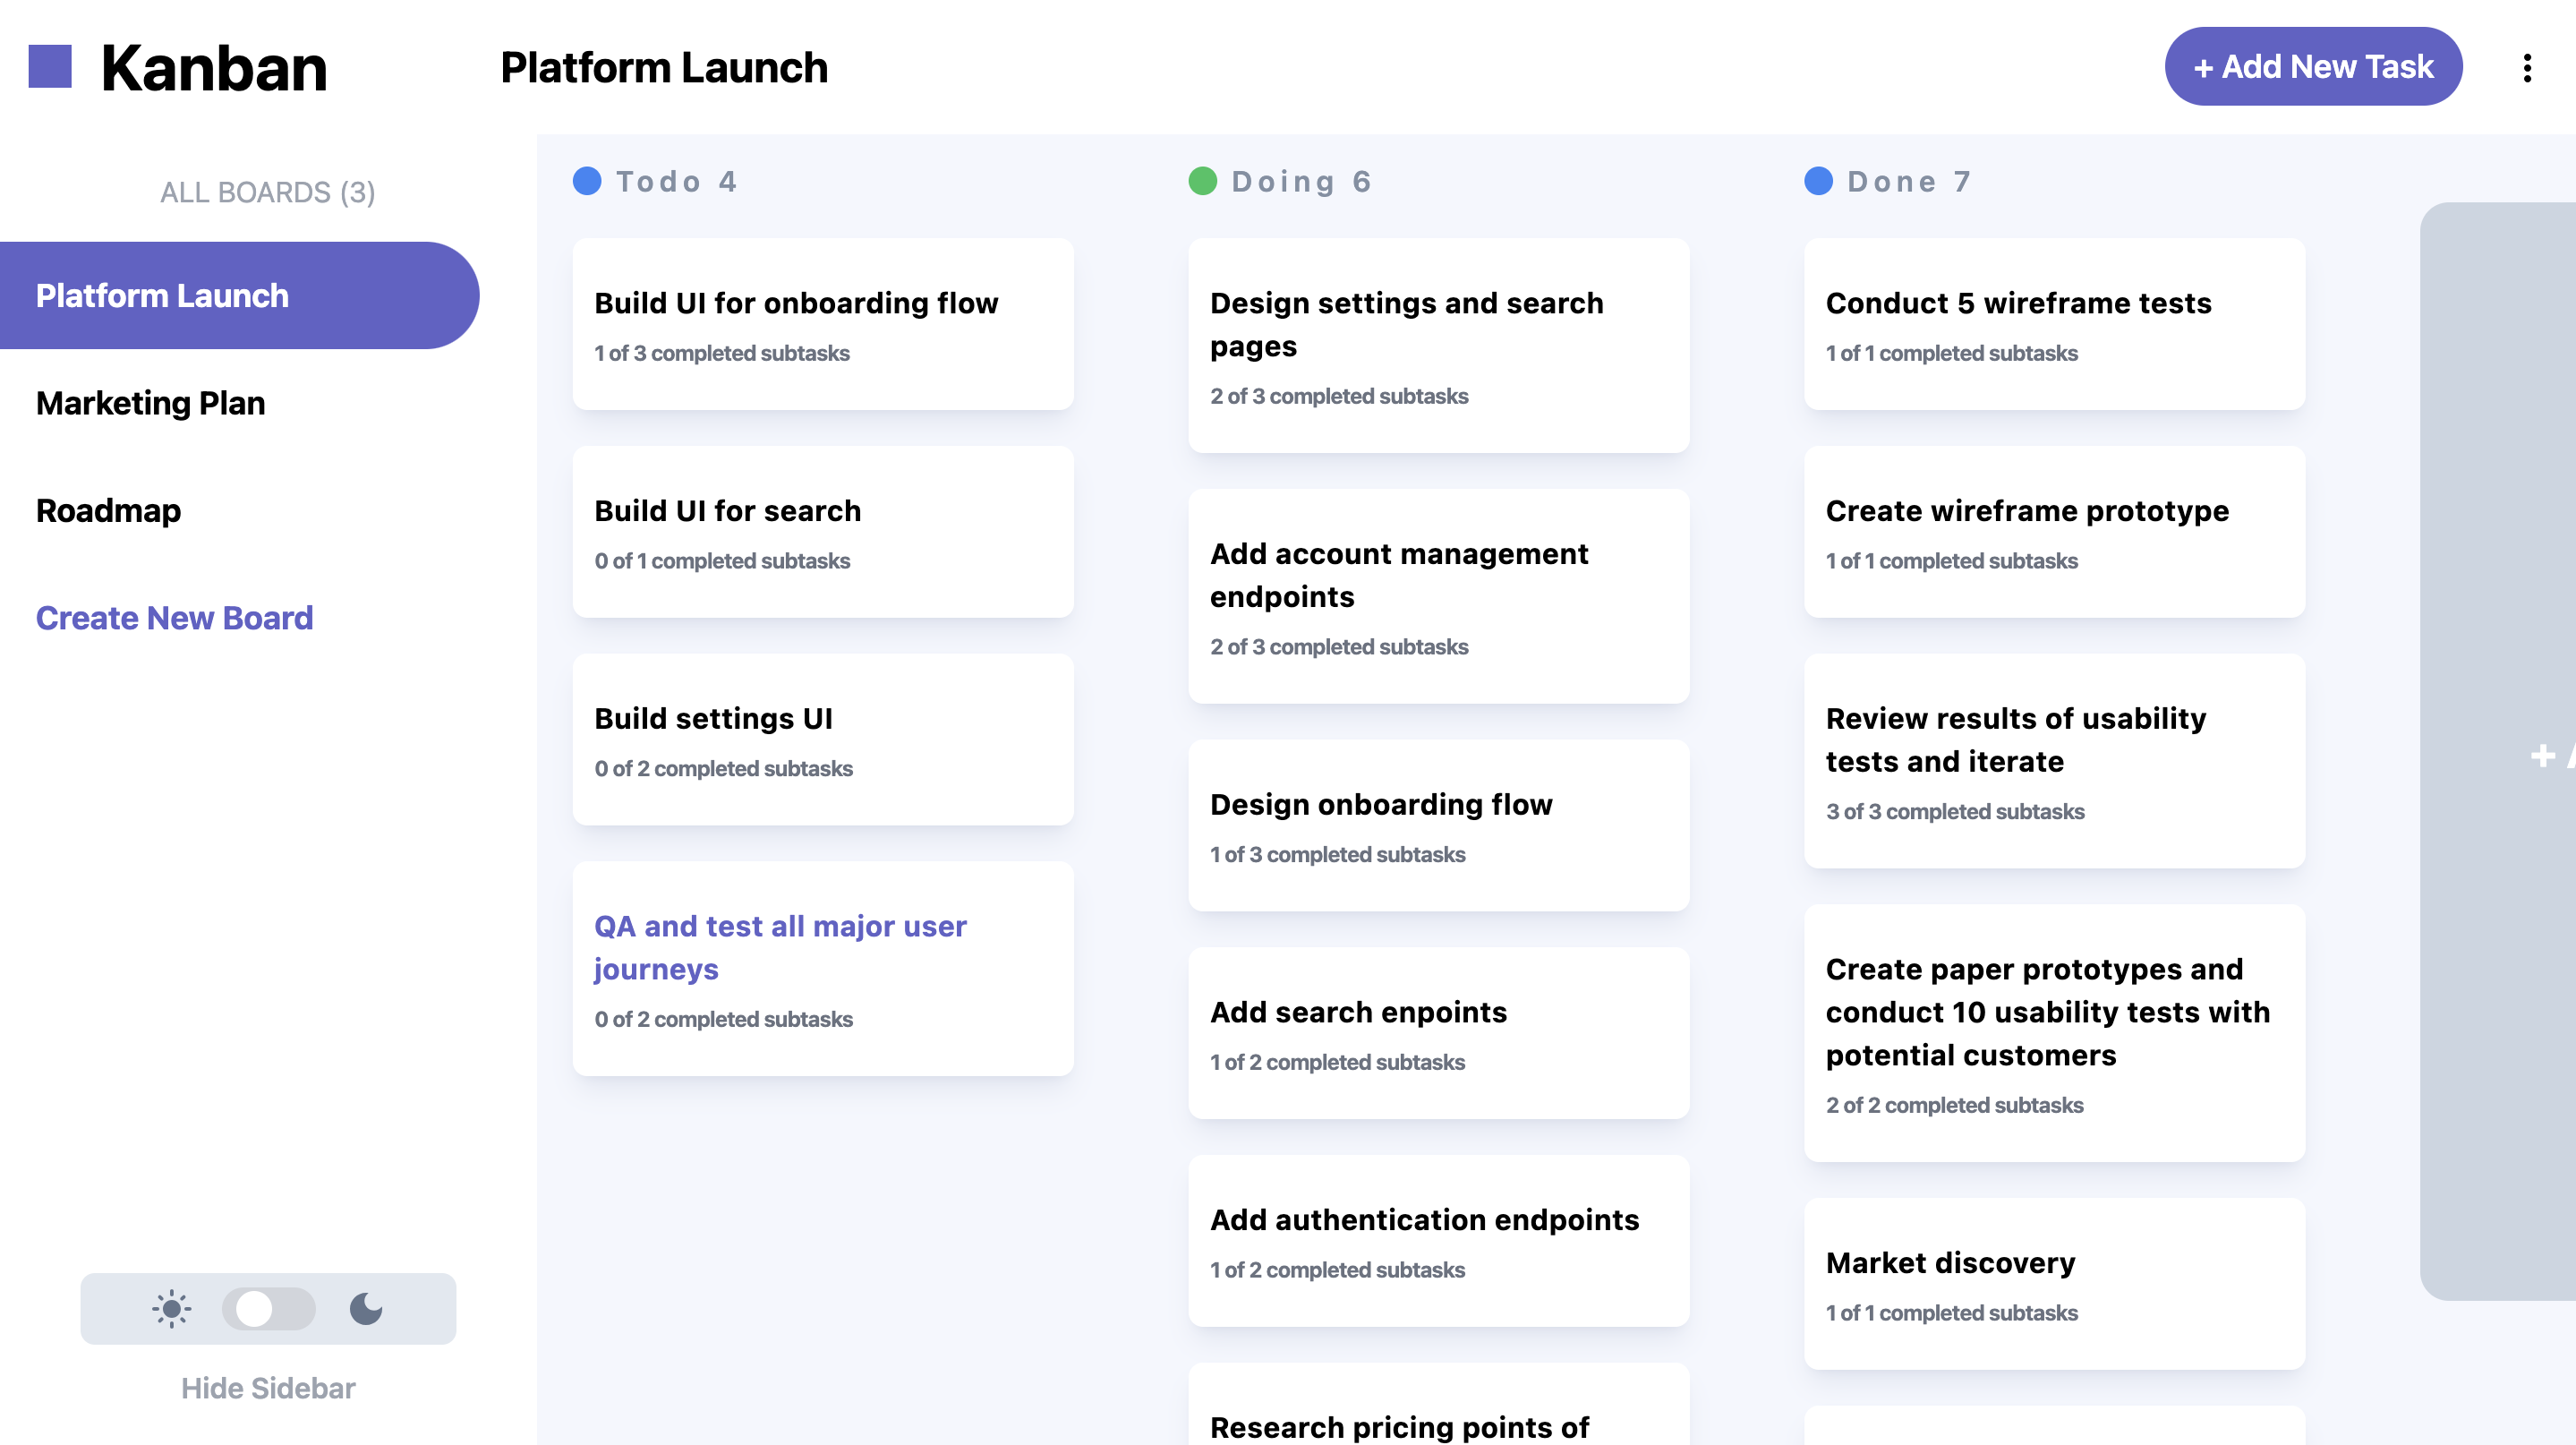 Kanban
Platform Launch
+ Add New Task
ALL BOARDS (3)
Platform Launch
Marketing Plan
Roadmap
Create New Board
Hide Sidebar
Todo 4
Build UI for onboarding flow
1 of 3 completed subtasks
Build UI for search
0 of 1 completed subtasks
Build settings UI
0 of 2 completed subtasks
QA and test all major user
journeys
0 of 2 completed subtasks
Doing 6
Design settings and search
pages
2 of 3 completed subtasks
Add account management
endpoints
2 of 3 completed subtasks
Design onboarding flow
1 of 3 completed subtasks
Add search enpoints
1 of 2 completed subtasks
Add authentication endpoints
1 of 2 completed subtasks
Research pricing points of
Done 7
Conduct 5 wireframe tests
1 of 1 completed subtasks
Create wireframe prototype
1 of 1 completed subtasks
Review results of usability
tests and iterate
3 of 3 completed subtasks
Create paper prototypes and
conduct 10 usability tests with
potential customers
2 of 2 completed subtasks
Market discovery
1 of 1 completed subtasks
+